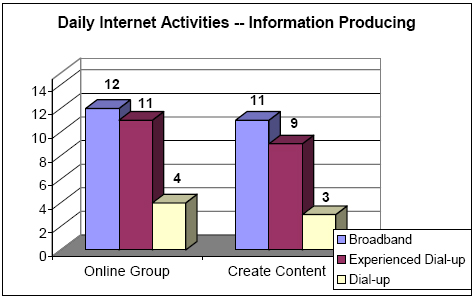 Daily Internet Activities -- Information Producing
14
12
10
8
6
4
2
0
12
11
4
11
9
3
Online Group
Create Content
Broadband
Experienced Dial-up
Dial-up